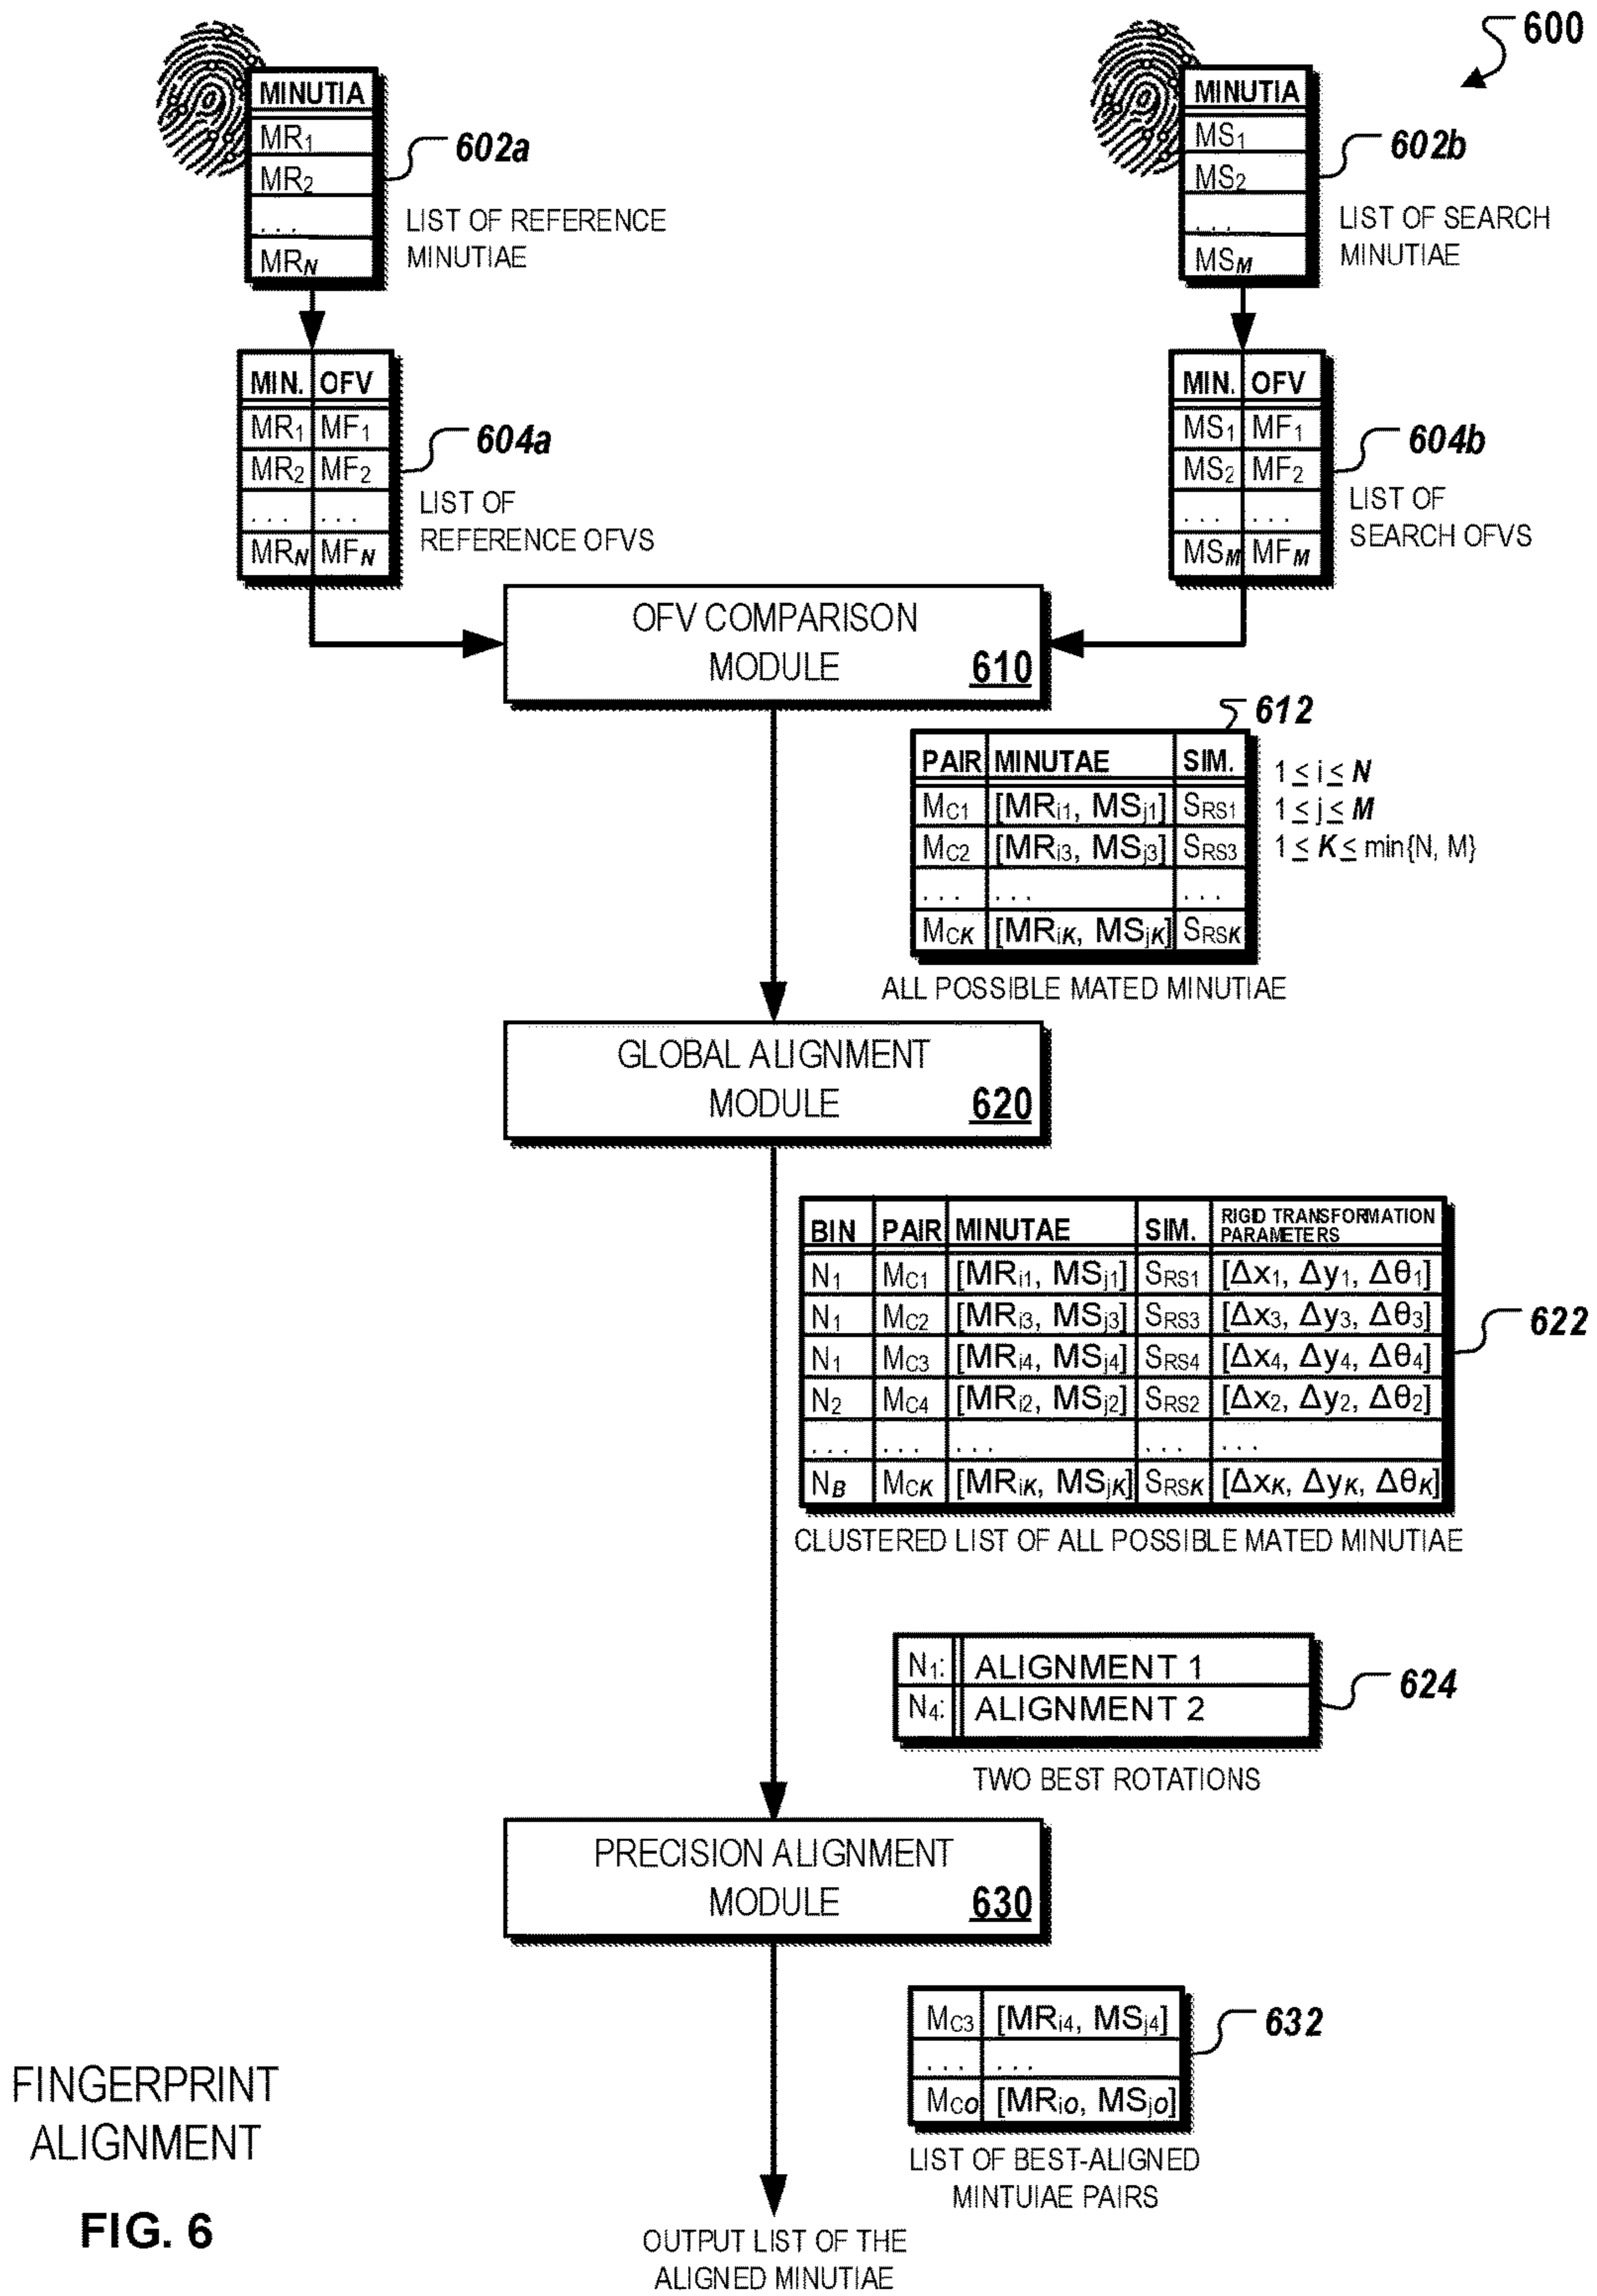 600
MINUTIA
MR1
MR2
...
MRN
602a
LIST OF REFERENCE
MINUTIAE
MINUTIA
MS1
MS2
...
MSM
602b
LIST OF SEARCH
MINUTIAE
MIN. OFV
MR1 MF1
MR2 MF2
... ...
MRN MFN
604a
LIST OF
REFERENCE OFVS
MIN. OFV
MS1 MF1
MS2 MF2
... ...
MSM MFM
604b
LIST OF
SEARCH OFVS
OFV COMPARISON
MODULE 610
612
PAIR MINUTAE SIM.
MC1 [MRi1, MSj1] SRS1
MC2 [MRi3, MSj3] SRS3
... ... ...
MCK [MRiK, MSjK] SRSK
1 ≤ i ≤ N
1 ≤ j ≤ M
1 ≤ K ≤ min{N, M}
ALL POSSIBLE MATED MINUTIAE
GLOBAL ALIGNMENT
MODULE 620
BIN PAIR MINUTAE SIM. RIGID TRANSFORMATION
PARAMETERS
N1 MC1 [MRi1, MSj1] SRS1 [Δx1, Δy1, Δθ1]
N1 MC2 [MRi3, MSj3] SRS3 [Δx3, Δy3, Δθ3]
N1 MC3 [MRi4, MSj4] SRS4 [Δx4, Δy4, Δθ4]
N2 MC4 [MRi2, MSj2] SRS2 [Δx2, Δy2, Δθ2]
... ... ... ... ...
NB MCK [MRiK, MSjK] SRSK [ΔxK, ΔyK, ΔθK]
622
CLUSTERED LIST OF ALL POSSIBLE MATED MINUTIAE
N1: ALIGNMENT 1
N4: ALIGNMENT 2
624
TWO BEST ROTATIONS
PRECISION ALIGNMENT
MODULE 630
MC3 [MRi4, MSj4]
... ...
MCO [MRiO, MSjO]
632
LIST OF BEST-ALIGNED
MINTUIAE PAIRS
OUTPUT LIST OF THE
ALIGNED MINUTIAE
FINGERPRINT
ALIGNMENT
FIG. 6